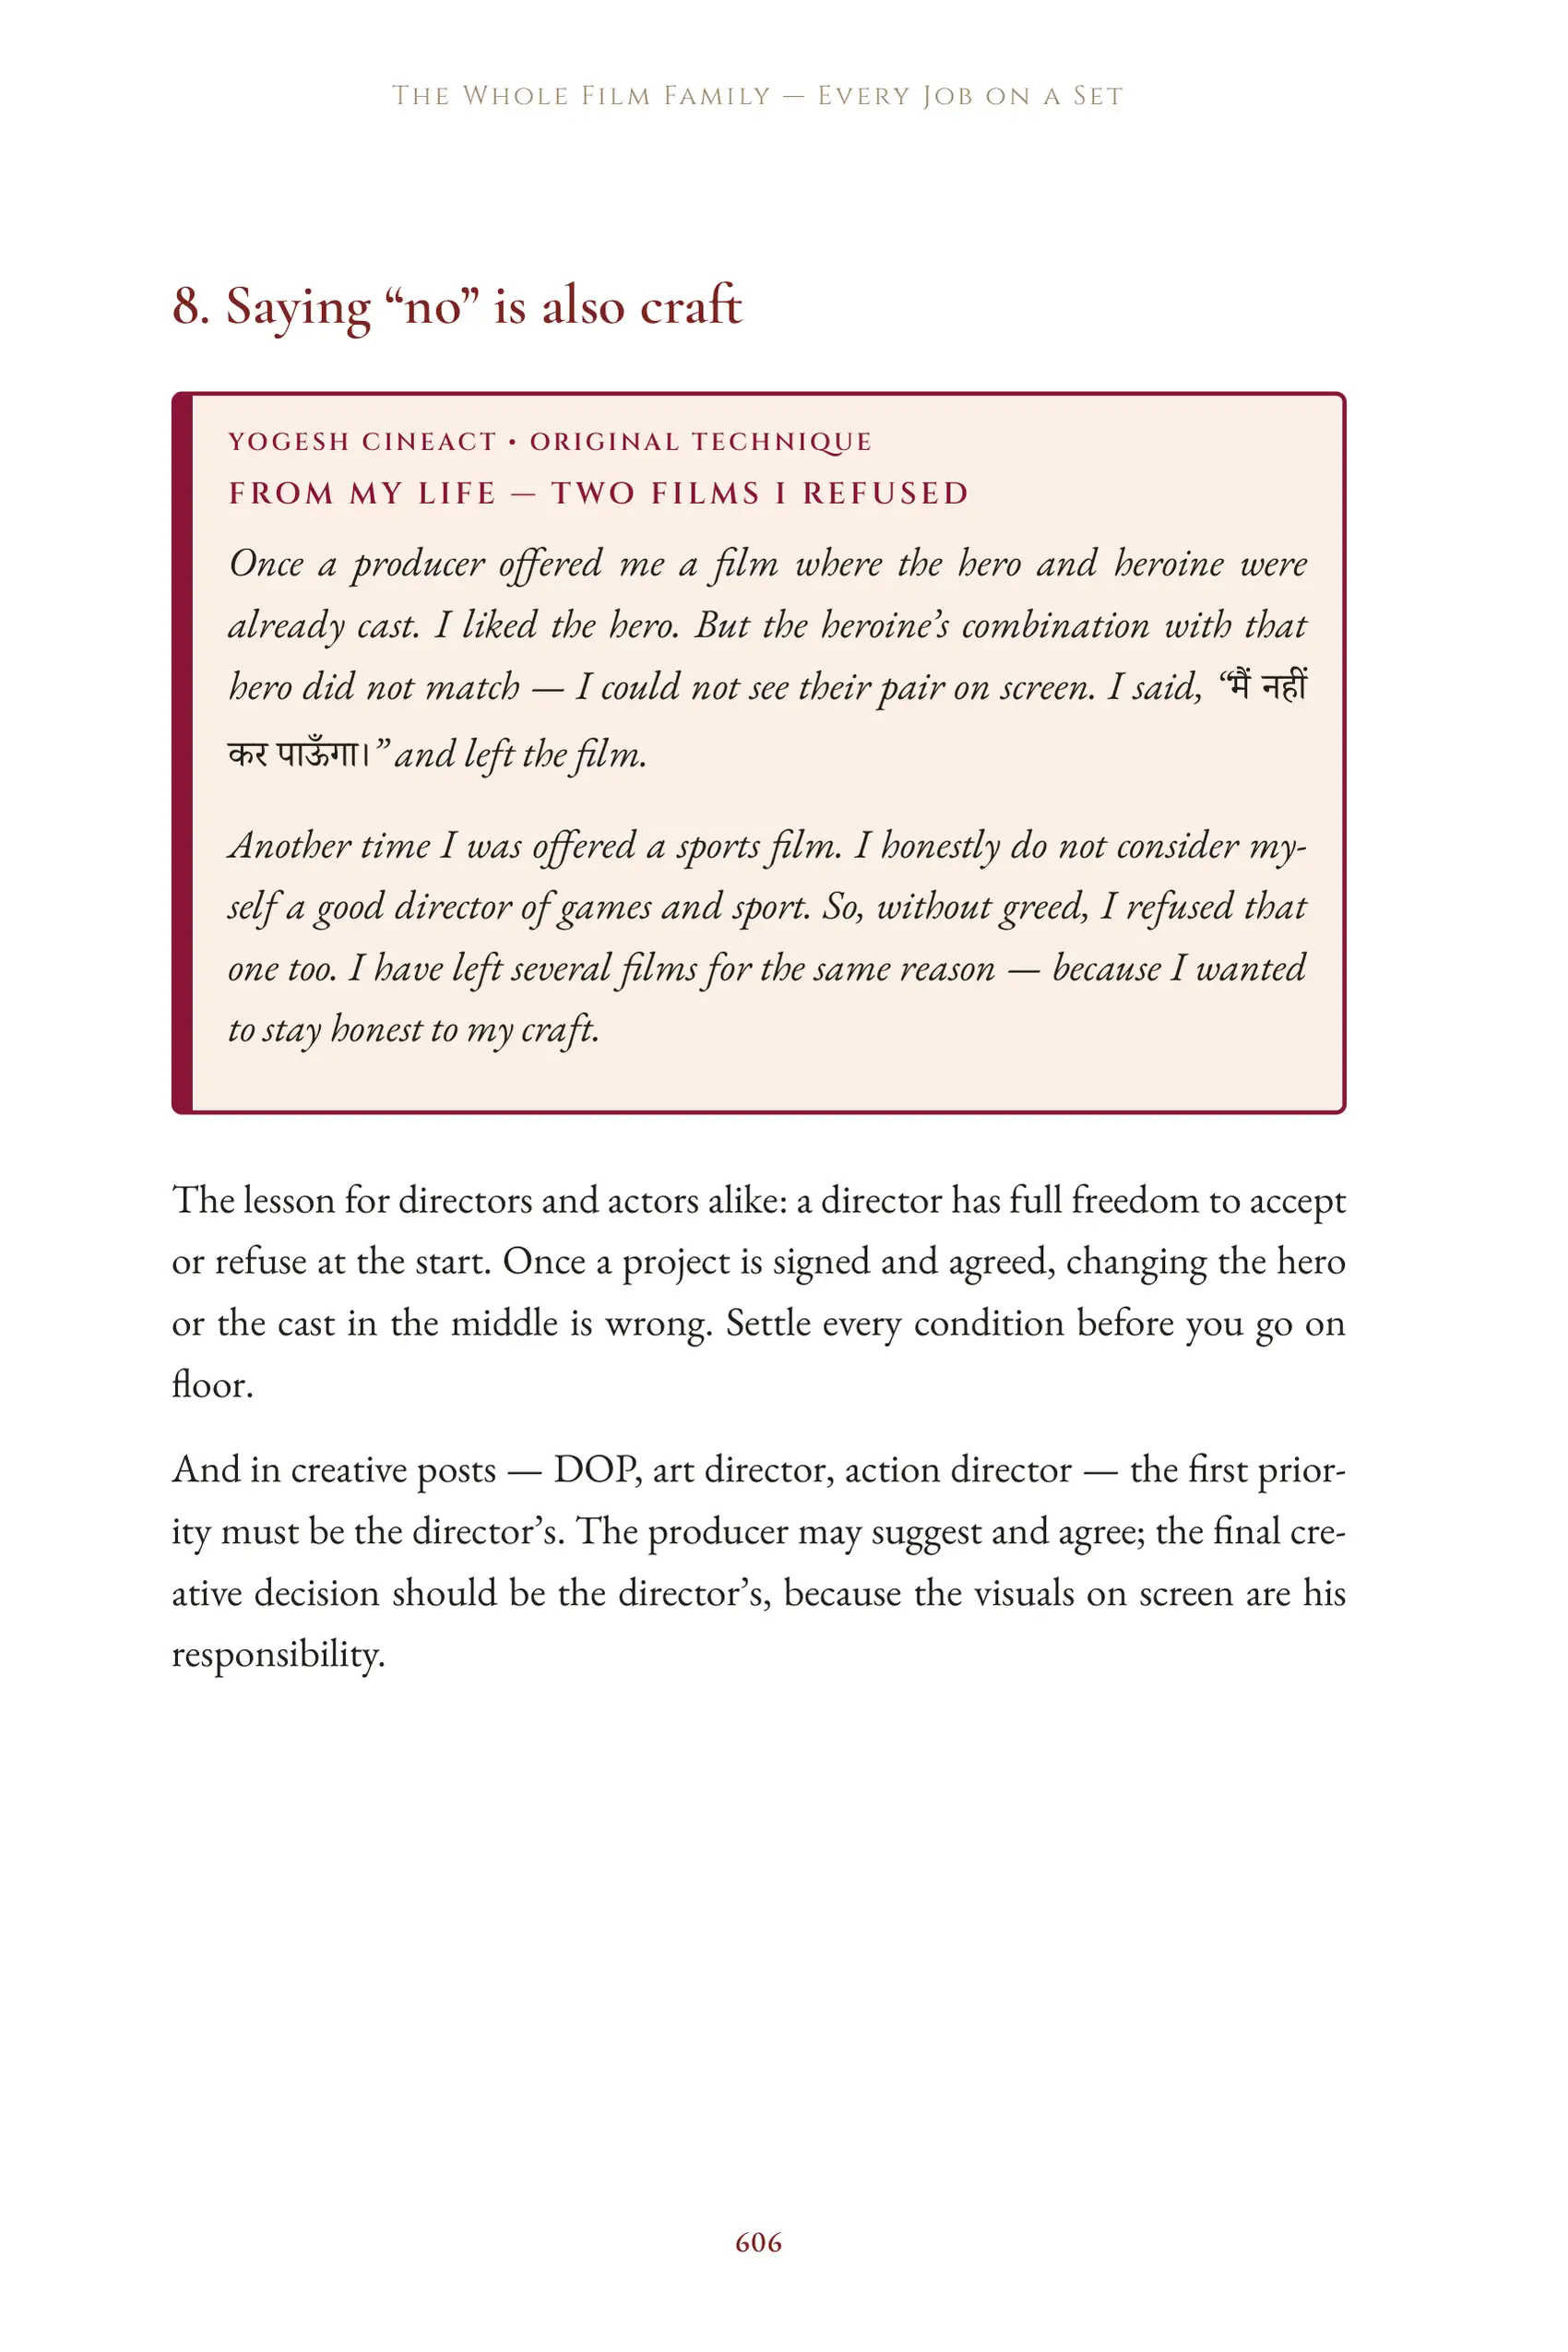 The Whole Film Family — Every Job on a Set
8. Saying “no” is also craft
YOGESH CINEACT • ORIGINAL TECHNIQUE
FROM MY LIFE — TWO FILMS I REFUSED
Once a producer offered me a film where the hero and heroine were
already cast. I liked the hero. But the heroine’s combination with that
hero did not match — I could not see their pair on screen. I said, “मैं नहीं
कर पाऊँगा।” and left the film.
Another time I was offered a sports film. I honestly do not consider my-
self a good director of games and sport. So, without greed, I refused that
one too. I have left several films for the same reason — because I wanted
to stay honest to my craft.
The lesson for directors and actors alike: a director has full freedom to accept
or refuse at the start. Once a project is signed and agreed, changing the hero
or the cast in the middle is wrong. Settle every condition before you go on
floor.
And in creative posts — DOP, art director, action director — the first prior-
ity must be the director’s. The producer may suggest and agree; the final cre-
ative decision should be the director’s, because the visuals on screen are his
responsibility.
606